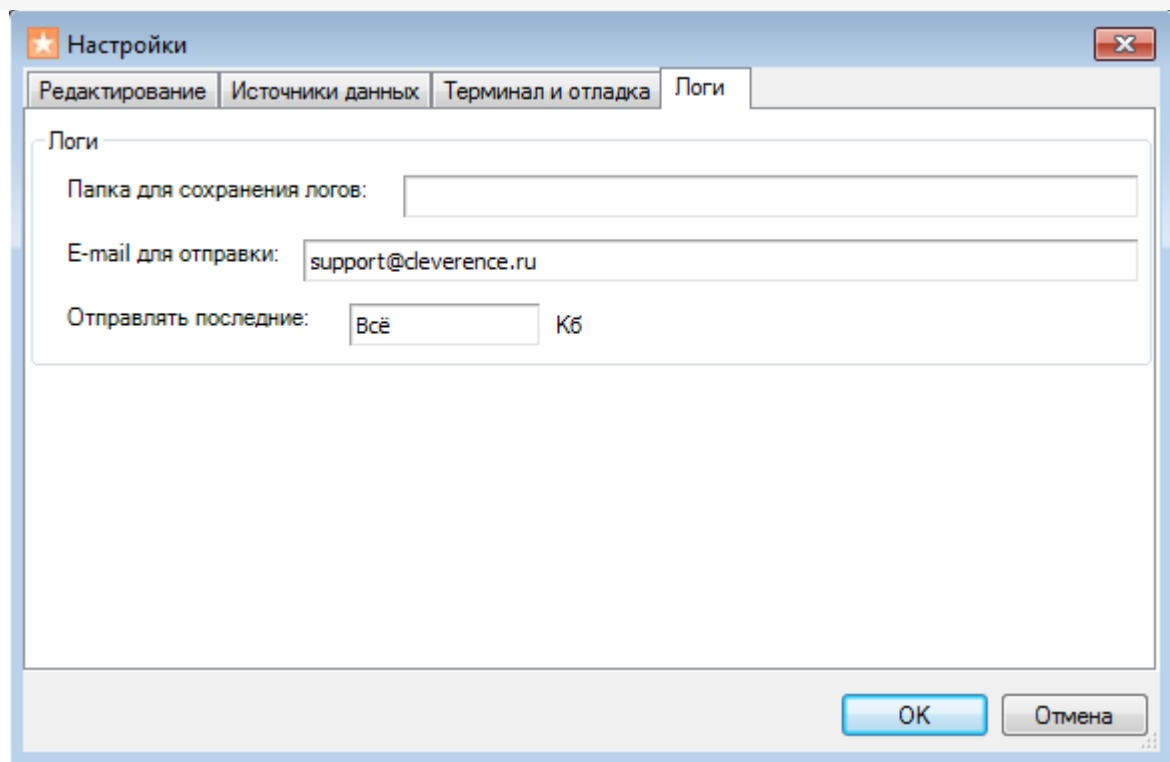 Настройки
Редактирование Источники данных Терминал и отладка Логи
Логи
Папка для сохранения логов:
E-mail для отправки: support@cleverence.ru
Отправлять последние: Всё Кб
OK Отмена